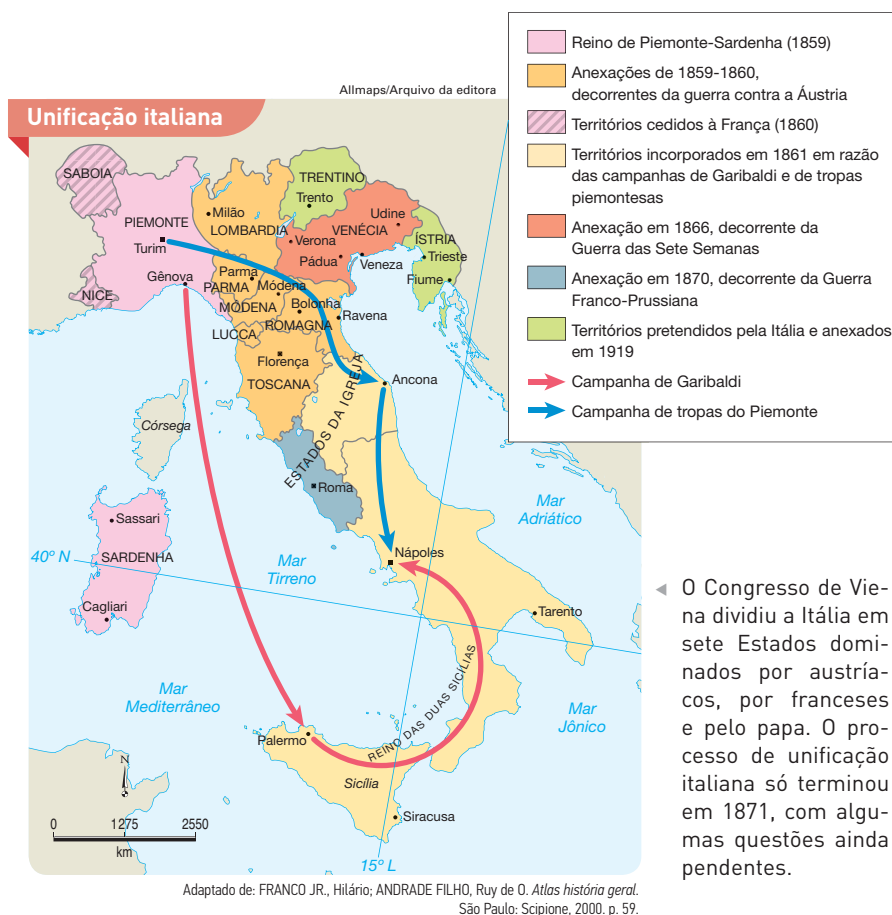 Allmaps/Arquivo da editora
Unificação italiana
Reino de Piemonte-Sardenha (1859)
Anexações de 1859-1860,
decorrentes da guerra contra a Áustria
Territórios cedidos à França (1860)
Territórios incorporados em 1861 em razão
das campanhas de Garibaldi e de tropas
piemontesas
Anexação em 1866, decorrente da
Guerra das Sete Semanas
Anexação em 1870, decorrente da Guerra
Franco-Prussiana
Territórios pretendidos pela Itália e anexados
em 1919
Campanha de Garibaldi
Campanha de tropas do Piemonte
SABOIA
TRENTINO
Trento
Milão
LOMBARDIA
PIEMONTE
Turim
Udine
VENÉCIA
Verona
Pádua
Veneza
ÍSTRIA
Trieste
Fiume
Gênova
NICE
Parma
PARMA
Módena
MÓDENA
Bolonha
ROMAGNA
Ravena
LUCCA
Florença
TOSCANA
Ancona
ESTADOS DA IGREJA
Córsega
Roma
Mar
Adriático
Sassari
SARDENHA
Cagliari
40º N
Mar
Tirreno
Nápoles
Tarento
REINO DAS DUAS SICÍLIAS
Mar
Mediterrâneo
Mar
Jônico
Palermo
Sicília
Siracusa
N
0 1275 2550
km
15º L
Adaptado de: FRANCO JR., Hilário; ANDRADE FILHO, Ruy de O. Atlas história geral.
São Paulo: Scipione, 2000. p. 59.
O Congresso de Vie-
na dividiu a Itália em
sete Estados domi-
nados por austría-
cos, por franceses
e pelo papa. O pro-
cesso de unificação
italiana só terminou
em 1871, com algu-
mas questões ainda
pendentes.